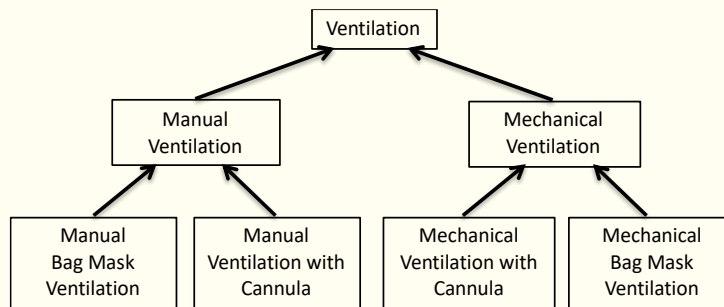 Ventilation
Manual
Ventilation
Mechanical
Ventilation
Manual
Bag Mask
Ventilation
Manual
Ventilation with
Cannula
Mechanical
Ventilation with
Cannula
Mechanical
Bag Mask
Ventilation